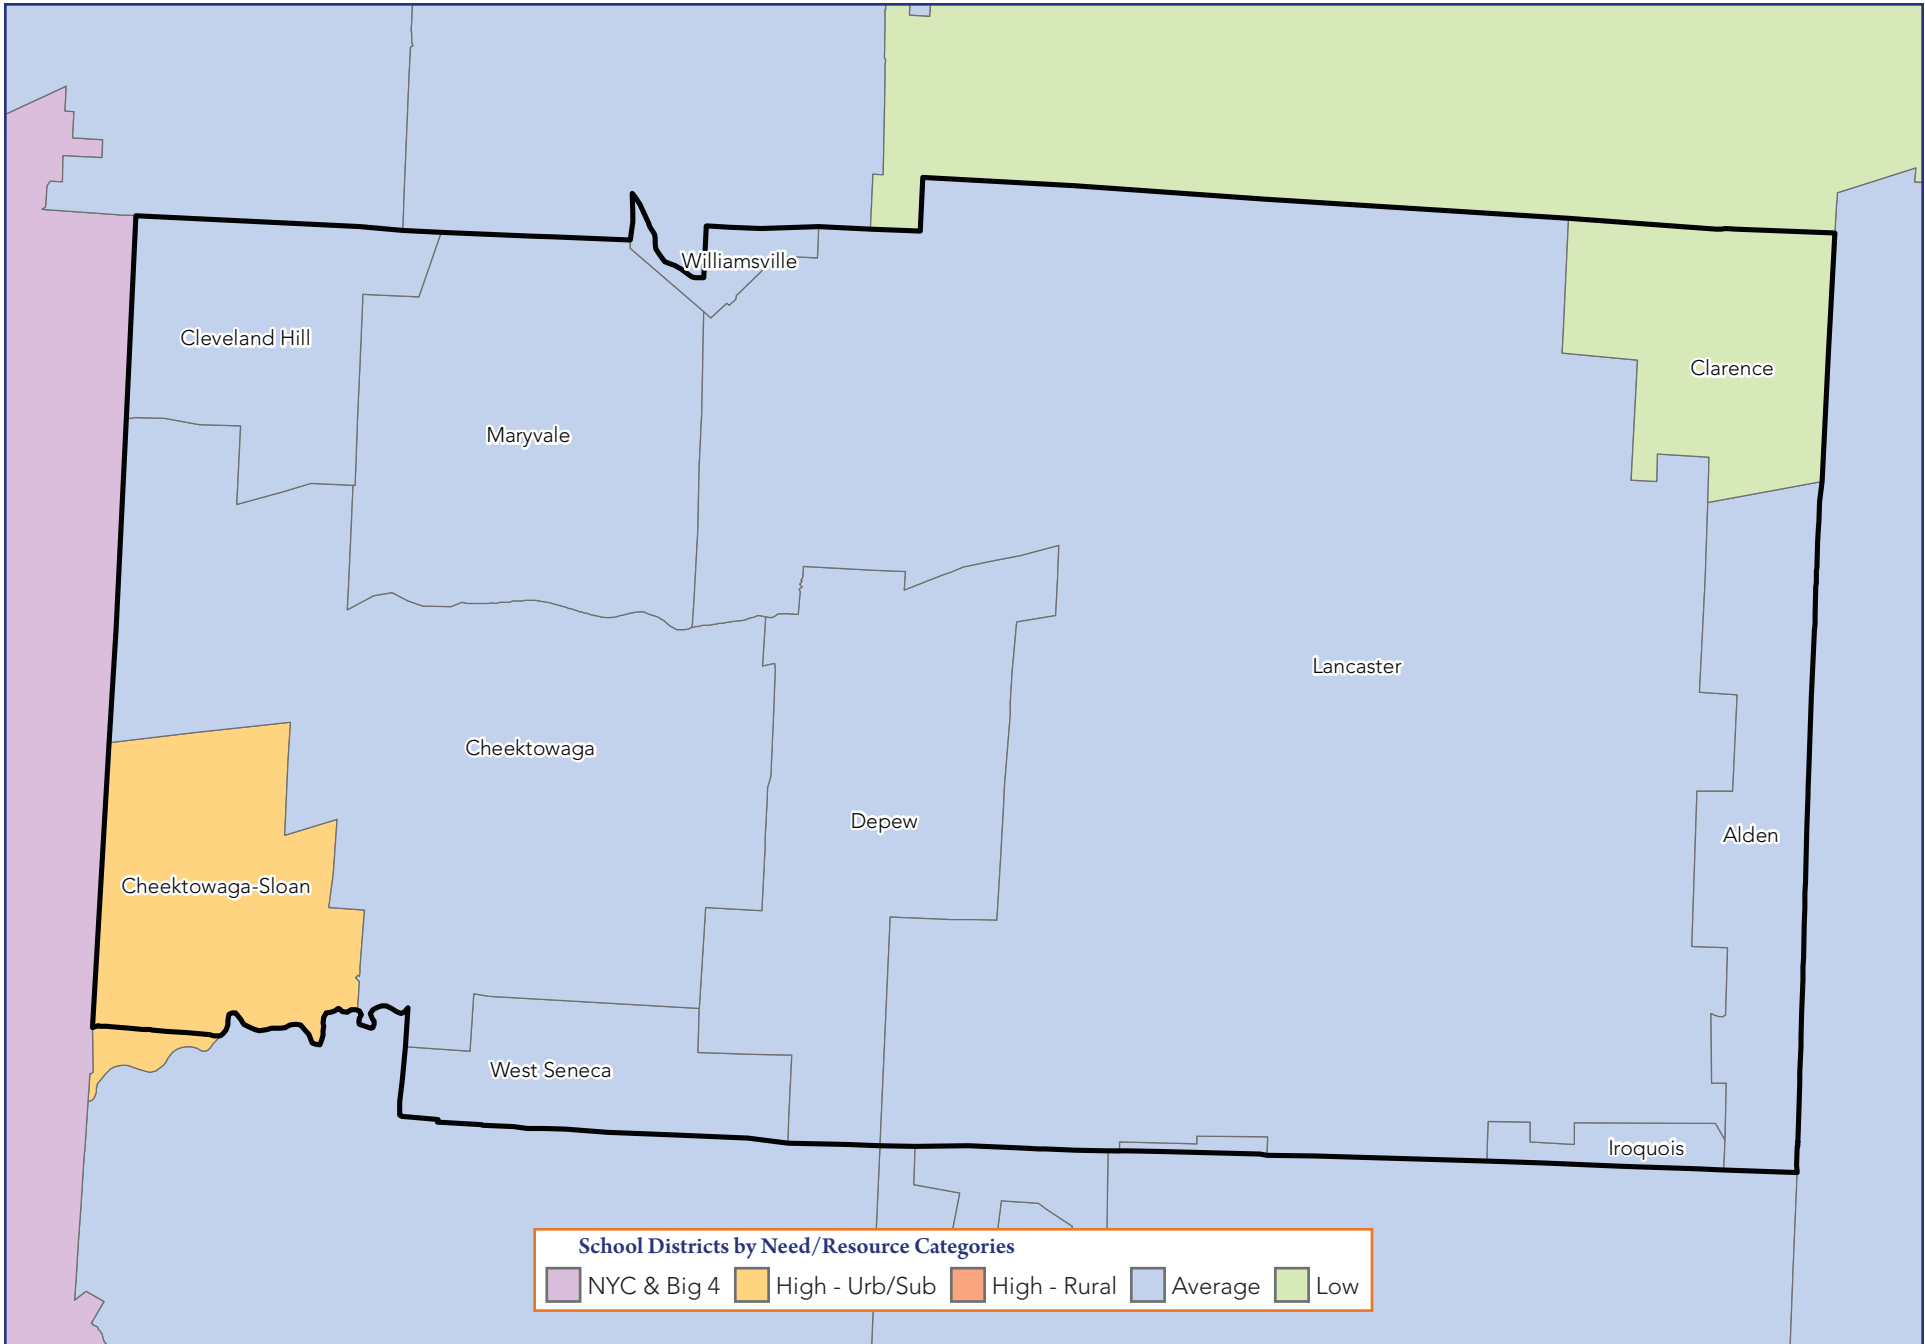 Williamsville
Cleveland Hill
Clarence
Maryvale
Lancaster
Cheektowaga
Depew
Alden
Cheektowaga-Sloan
West Seneca
Iroquois
School Districts by Need/Resource Categories
NYC & Big 4 High - Urb/Sub High - Rural Average Low